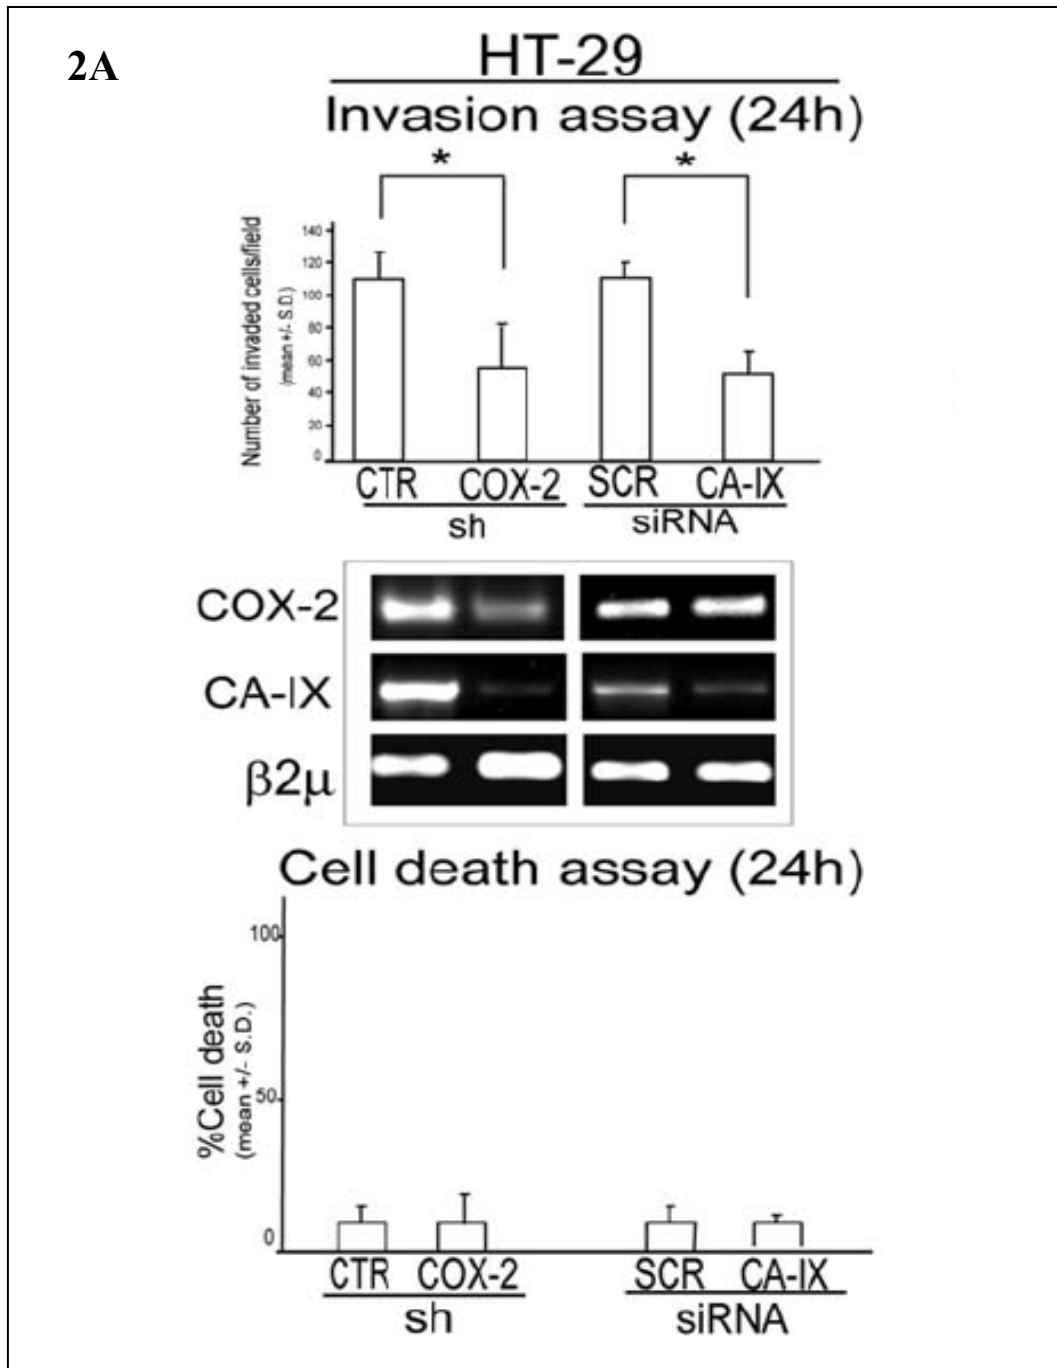 2A
HT-29
Invasion assay (24h)
* *
Number of invaded cells/field
(mean +/- S.D.)
140
120
100
80
60
40
20
0
CTR COX-2 SCR CA-IX
sh siRNA
COX-2
CA-IX
β2μ
Cell death assay (24h)
%Cell death
(mean +/- S.D.)
100
50
0
CTR COX-2 SCR CA-IX
sh siRNA